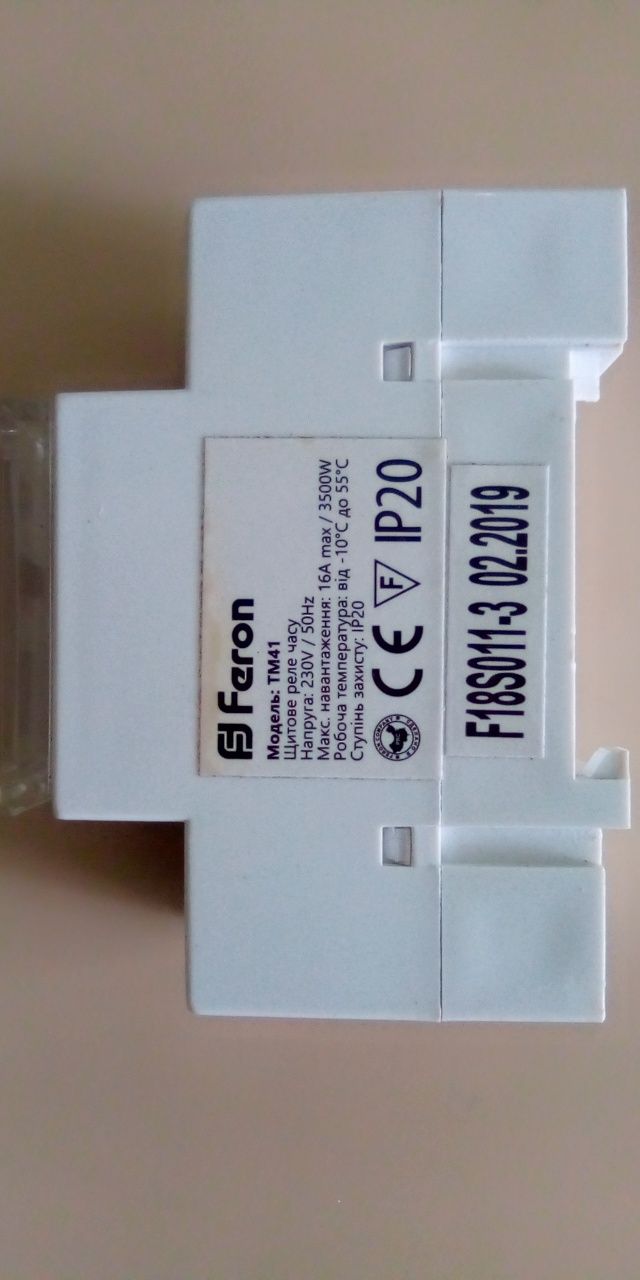 Feron
Модель: TM41
Щитове реле часу
Напруга: 230V / 50Hz
Макс. навантаження: 16A max / 3500W
Робоча температура: від -10°C до 55°C
Ступінь захисту: IP20
CE F IP20
F18S011-3 02.2019